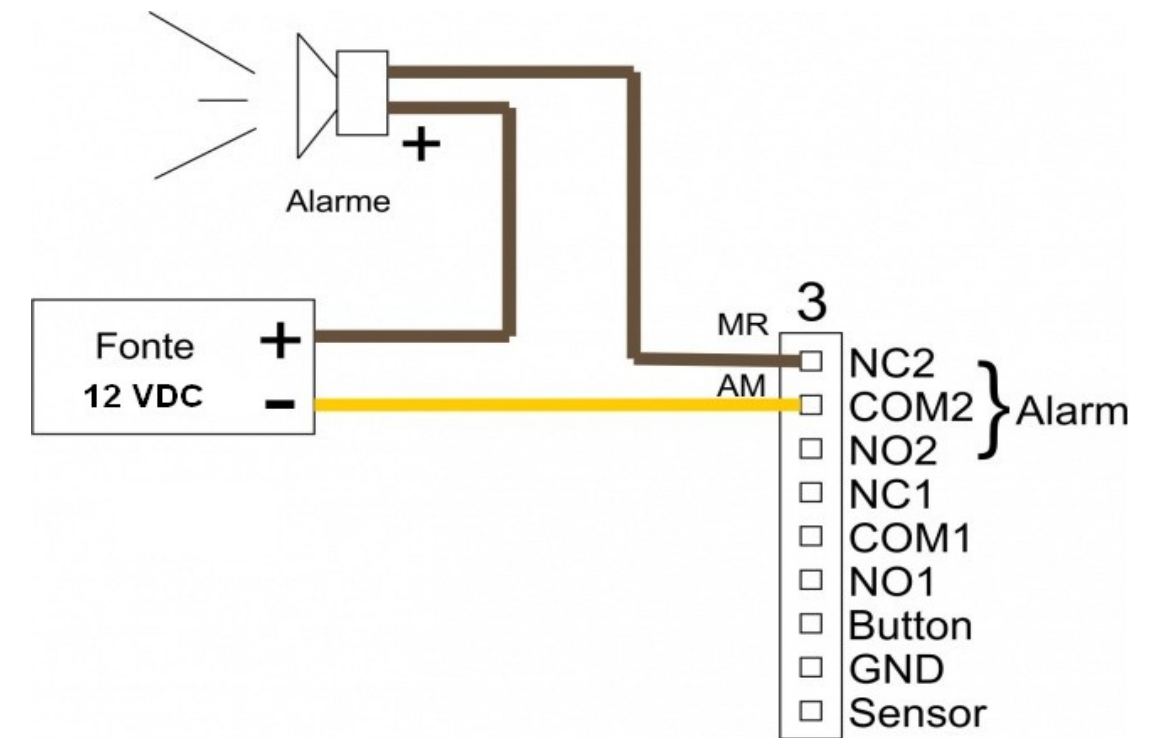 +
Alarme
Fonte +
12 VDC -
3
MR
AM
NC2
COM2
NO2
Alarm
NC1
COM1
NO1
Button
GND
Sensor